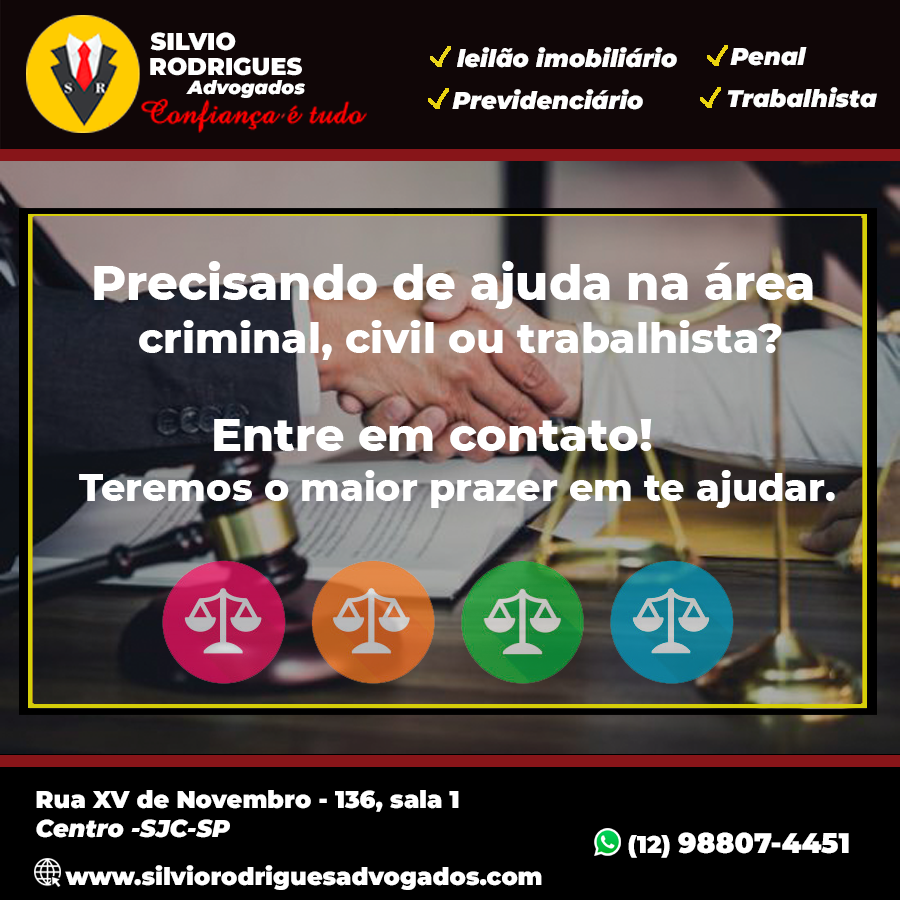 SILVIO
RODRIGUES
Advogados
Confiança é tudo
S R
leilão imobiliário
Penal
Previdenciário
Trabalhista
Precisando de ajuda na área
criminal, civil ou trabalhista?
Entre em contato!
Teremos o maior prazer em te ajudar.
Rua XV de Novembro - 136, sala 1
Centro -SJC-SP
(12) 98807-4451
www.silviorodriguesadvogados.com